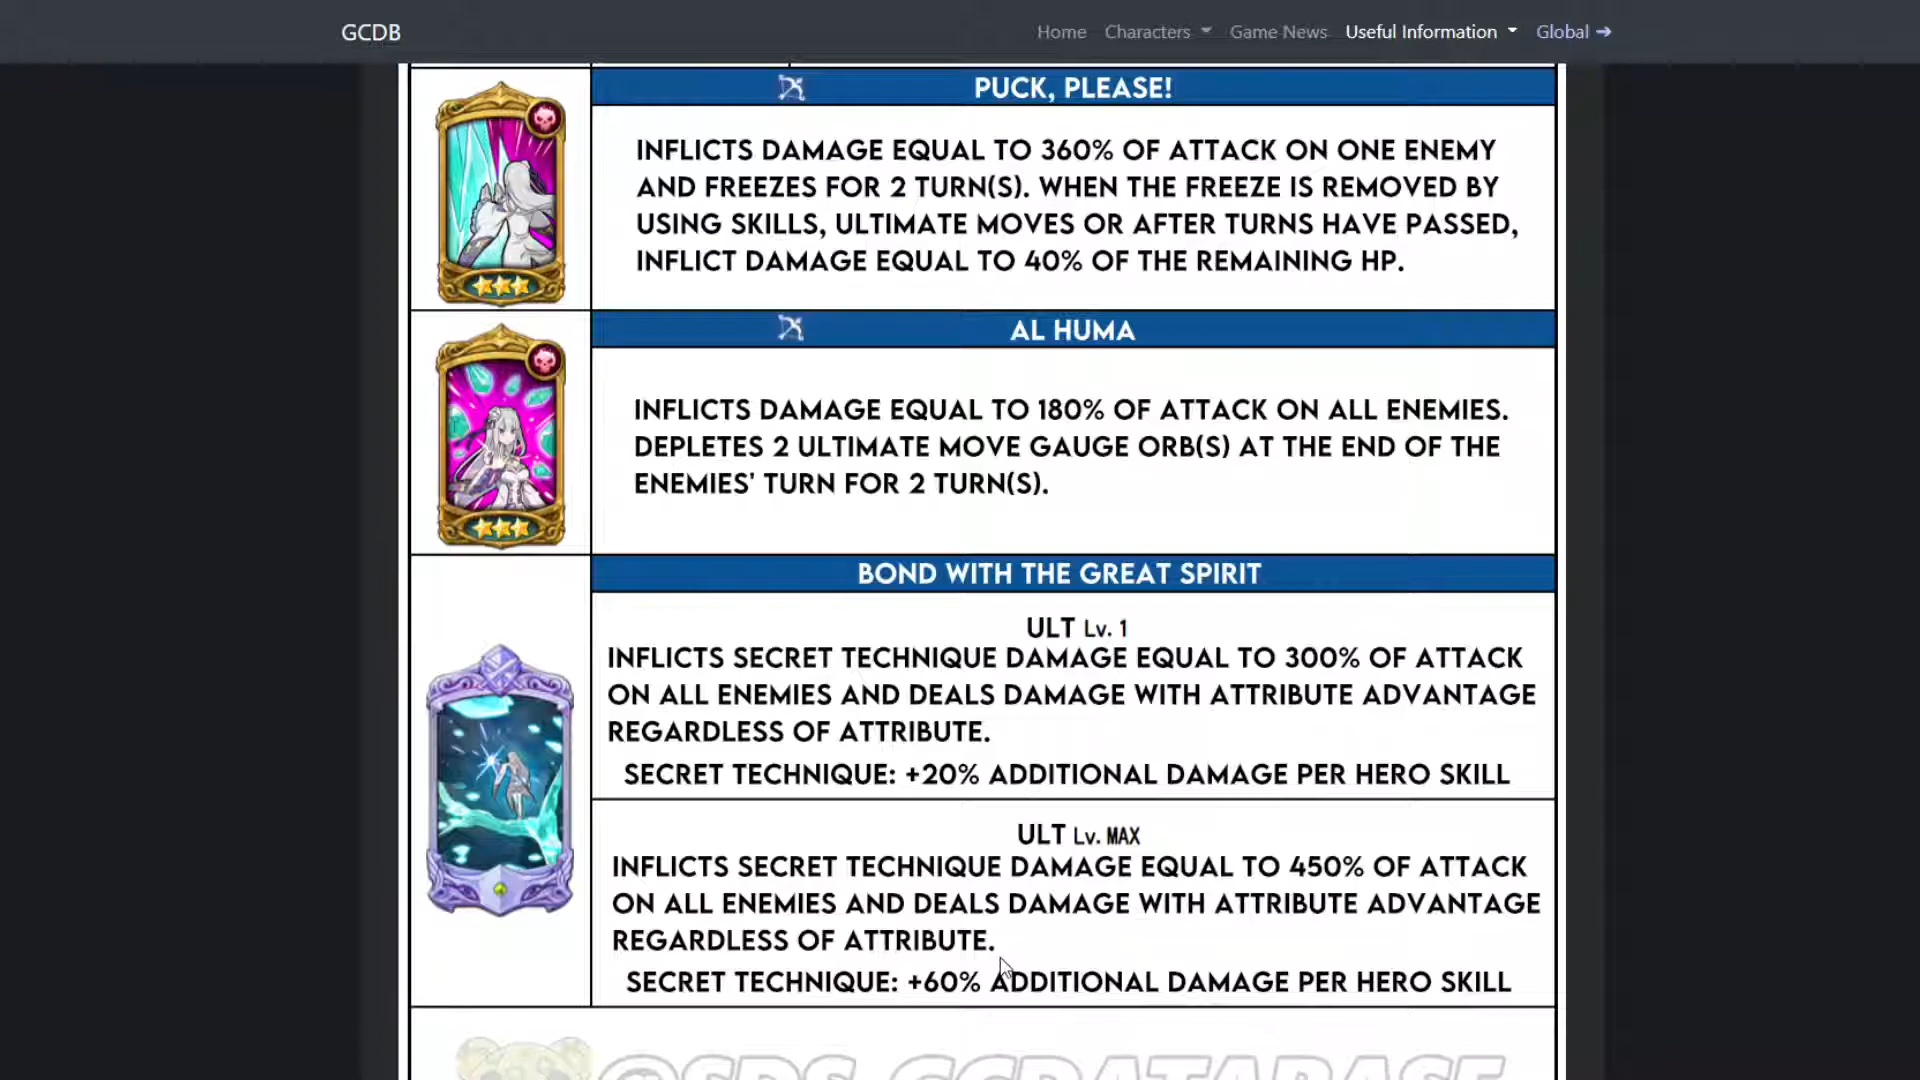 GCDB
Home Characters Game News Useful Information Global
PUCK, PLEASE!
INFLICTS DAMAGE EQUAL TO 360% OF ATTACK ON ONE ENEMY
AND FREEZES FOR 2 TURN(S). WHEN THE FREEZE IS REMOVED BY
USING SKILLS, ULTIMATE MOVES OR AFTER TURNS HAVE PASSED,
INFLICT DAMAGE EQUAL TO 40% OF THE REMAINING HP.
AL HUMA
INFLICTS DAMAGE EQUAL TO 180% OF ATTACK ON ALL ENEMIES.
DEPLETES 2 ULTIMATE MOVE GAUGE ORB(S) AT THE END OF THE
ENEMIES' TURN FOR 2 TURN(S).
BOND WITH THE GREAT SPIRIT
ULT Lv. 1
INFLICTS SECRET TECHNIQUE DAMAGE EQUAL TO 300% OF ATTACK
ON ALL ENEMIES AND DEALS DAMAGE WITH ATTRIBUTE ADVANTAGE
REGARDLESS OF ATTRIBUTE.
SECRET TECHNIQUE: +20% ADDITIONAL DAMAGE PER HERO SKILL
ULT Lv. MAX
INFLICTS SECRET TECHNIQUE DAMAGE EQUAL TO 450% OF ATTACK
ON ALL ENEMIES AND DEALS DAMAGE WITH ATTRIBUTE ADVANTAGE
REGARDLESS OF ATTRIBUTE.
SECRET TECHNIQUE: +60% ADDITIONAL DAMAGE PER HERO SKILL
@SDS_GCDATABASE